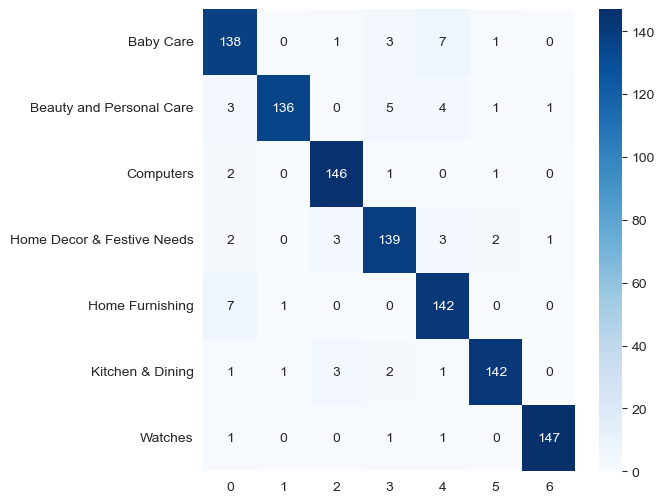 Baby Care 138 0 1 3 7 1 0
Beauty and Personal Care 3 136 0 5 4 1 1
Computers 2 0 146 1 0 1 0
Home Decor & Festive Needs 2 0 3 139 3 2 1
Home Furnishing 7 1 0 0 142 0 0
Kitchen & Dining 1 1 3 2 1 142 0
Watches 1 0 0 1 1 0 147
0 1 2 3 4 5 6
140
120
100
80
60
40
20
0